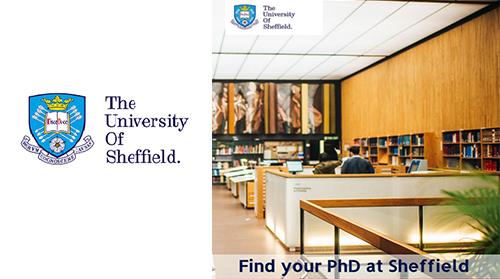 The
University
Of
Sheffield.
The
University
Of
Sheffield.
Find your PhD at Sheffield